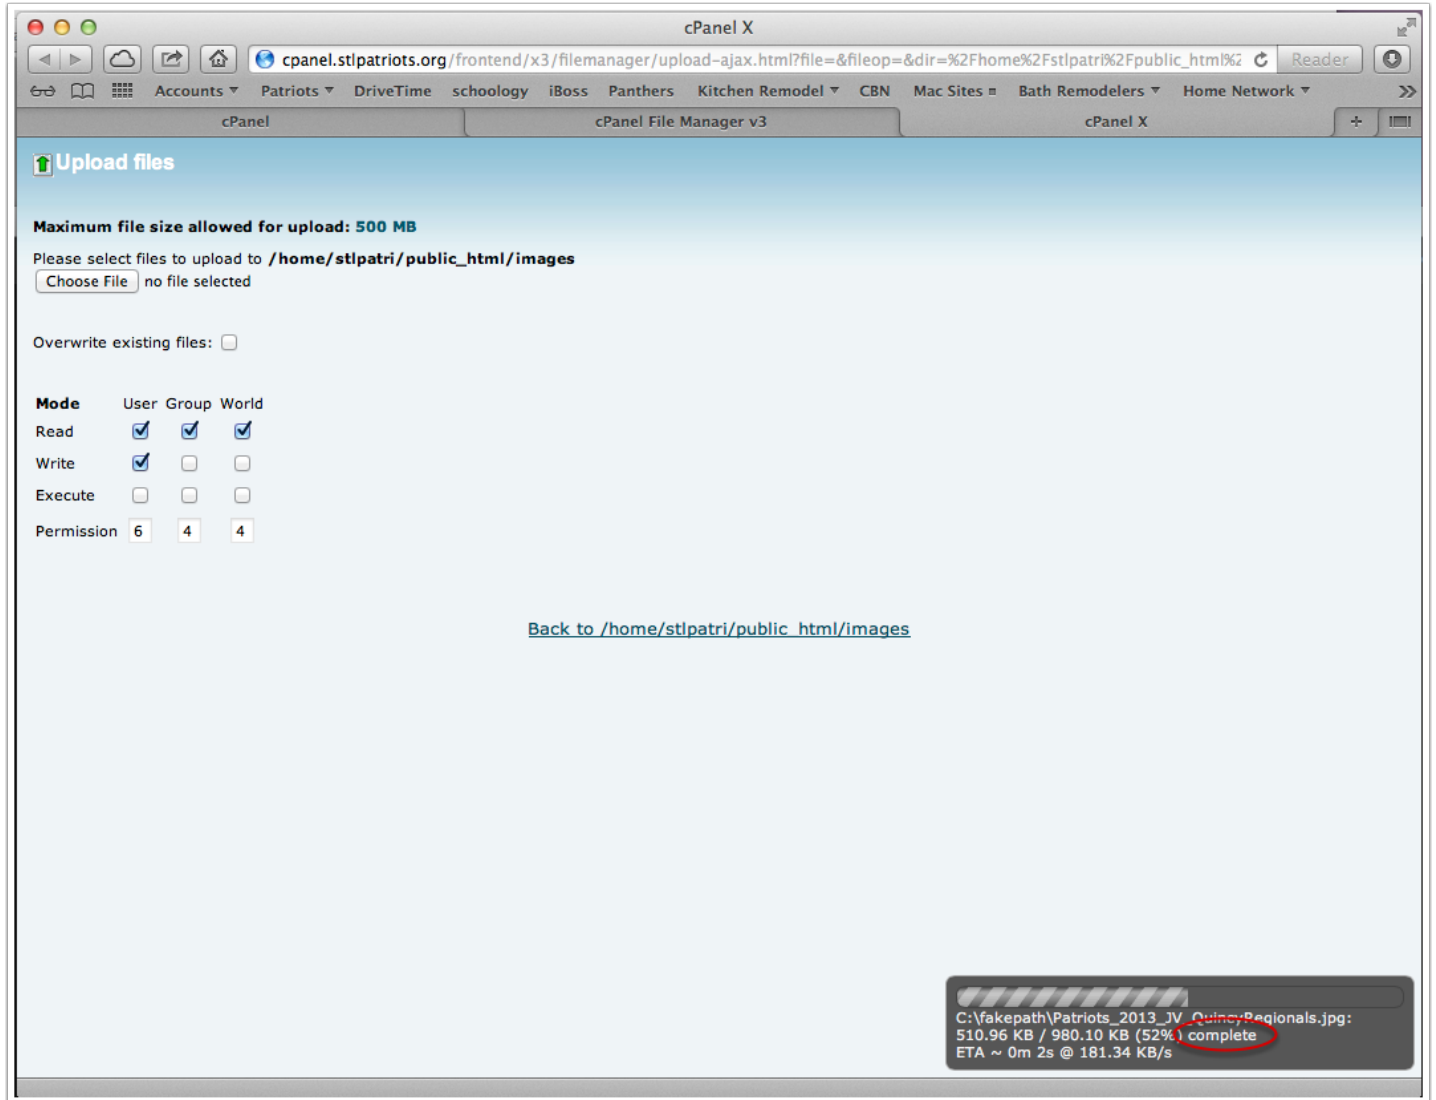 cPanel X
cpanel.stlpatriots.org/frontend/x3/filemanager/upload-ajax.html?file=&fileop=&dir=%2Fhome%2Fstlpatri%2Fpublic_html%2 Reader
Accounts Patriots DriveTime schoology iBoss Panthers Kitchen Remodel CBN Mac Sites Bath Remodelers Home Network
cPanel cPanel File Manager v3 cPanel X
Upload files
Maximum file size allowed for upload: 500 MB
Please select files to upload to /home/stlpatri/public_html/images
Choose File no file selected
Overwrite existing files:
Mode User Group World
Read
Write
Execute
Permission 6 4 4
Back to /home/stlpatri/public_html/images
C:\fakepath\Patriots_2013_JV_QuincyRegionals.jpg:
510.96 KB / 980.10 KB (52%) complete
ETA ~ 0m 2s @ 181.34 KB/s